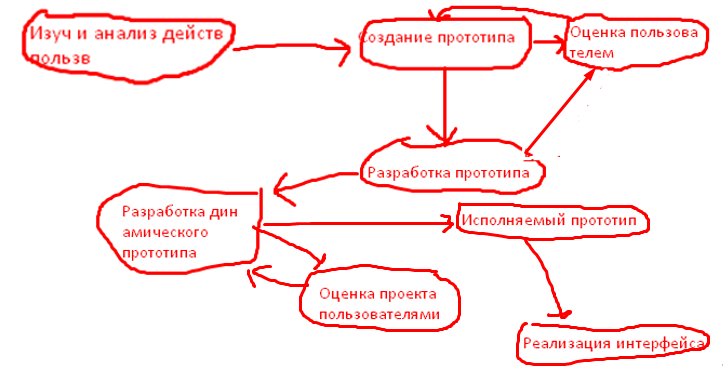 Изуч и анализ действ
пользв
Создание прототипа
Оценка пользова
телем
Разработка прототипа
Разработка дин
амического
прототипа
Исполняемый прототип
Оценка проекта
пользователями
Реализация интерфейса